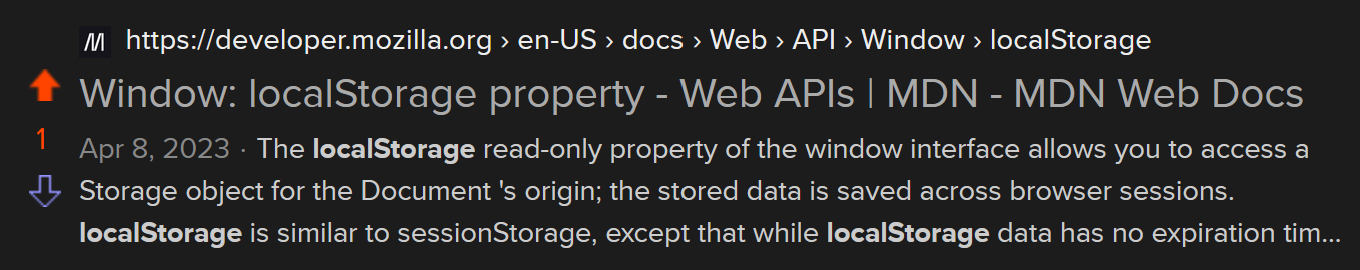 https://developer.mozilla.org › en-US › docs › Web › API › Window › localStorage
Window: localStorage property - Web APIs | MDN - MDN Web Docs
1
Apr 8, 2023 · The localStorage read-only property of the window interface allows you to access a
Storage object for the Document 's origin; the stored data is saved across browser sessions.
localStorage is similar to sessionStorage, except that while localStorage data has no expiration tim...